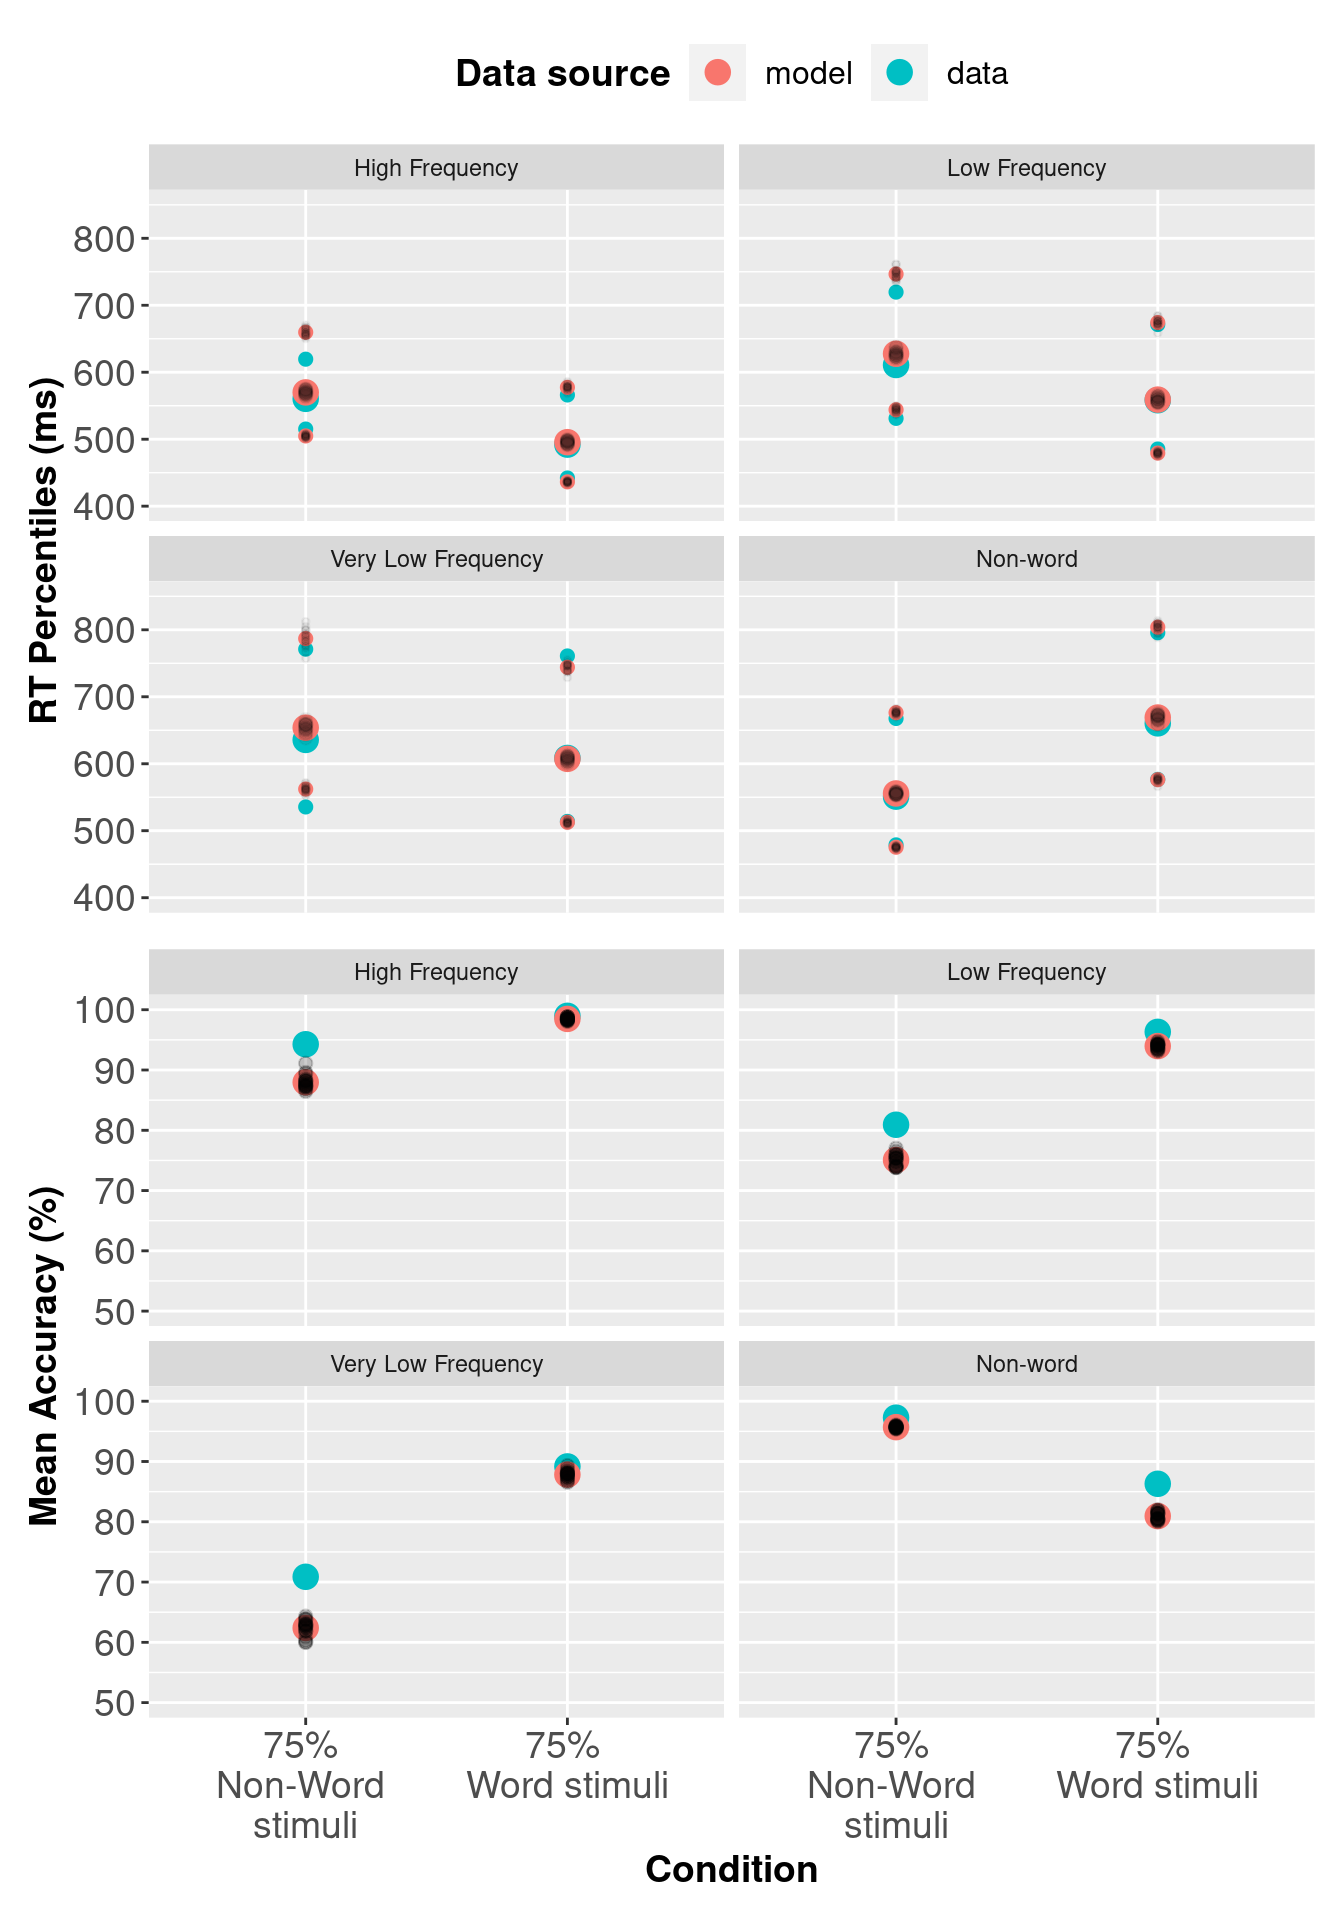 Data source model data
High Frequency Low Frequency
800
700
600
500
400
Very Low Frequency Non-word
800
700
600
500
400
RT Percentiles (ms)
High Frequency Low Frequency
100
90
80
70
60
50
Very Low Frequency Non-word
100
90
80
70
60
50
Mean Accuracy (%)
75% 75% 75% 75%
Non-Word Word stimuli Non-Word Word stimuli
stimuli stimuli
Condition